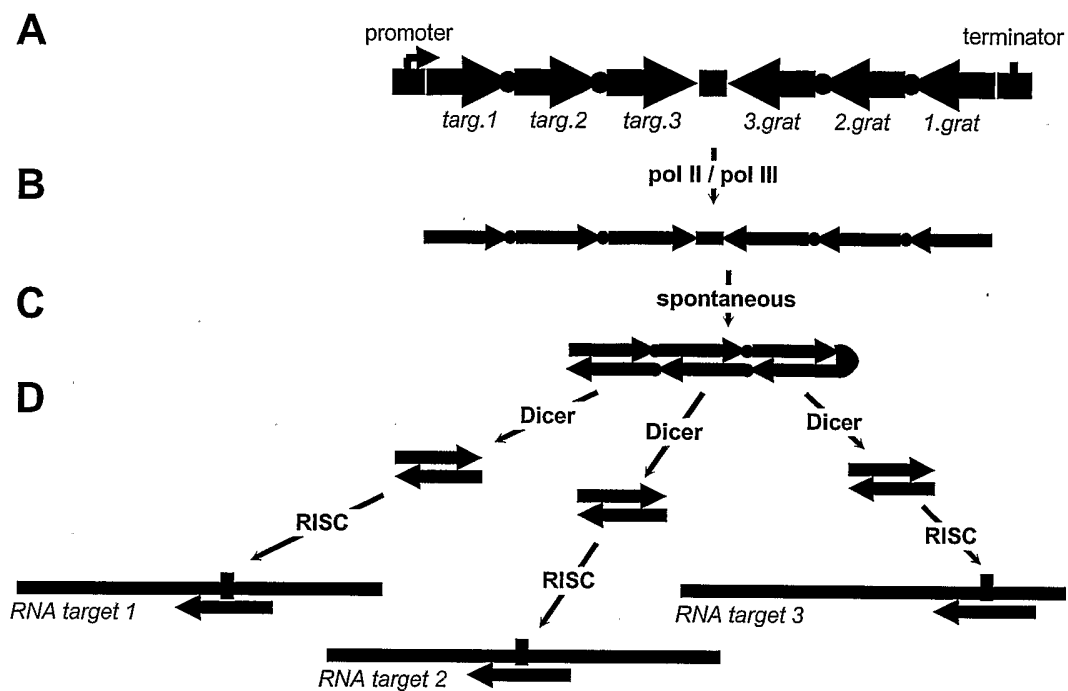 A
promoter
terminator
targ.1 targ.2 targ.3 3.grat 2.grat 1.grat
B
pol II / pol III
C
spontaneous
D
Dicer
Dicer
Dicer
RISC
RISC
RISC
RNA target 1
RNA target 2
RNA target 3